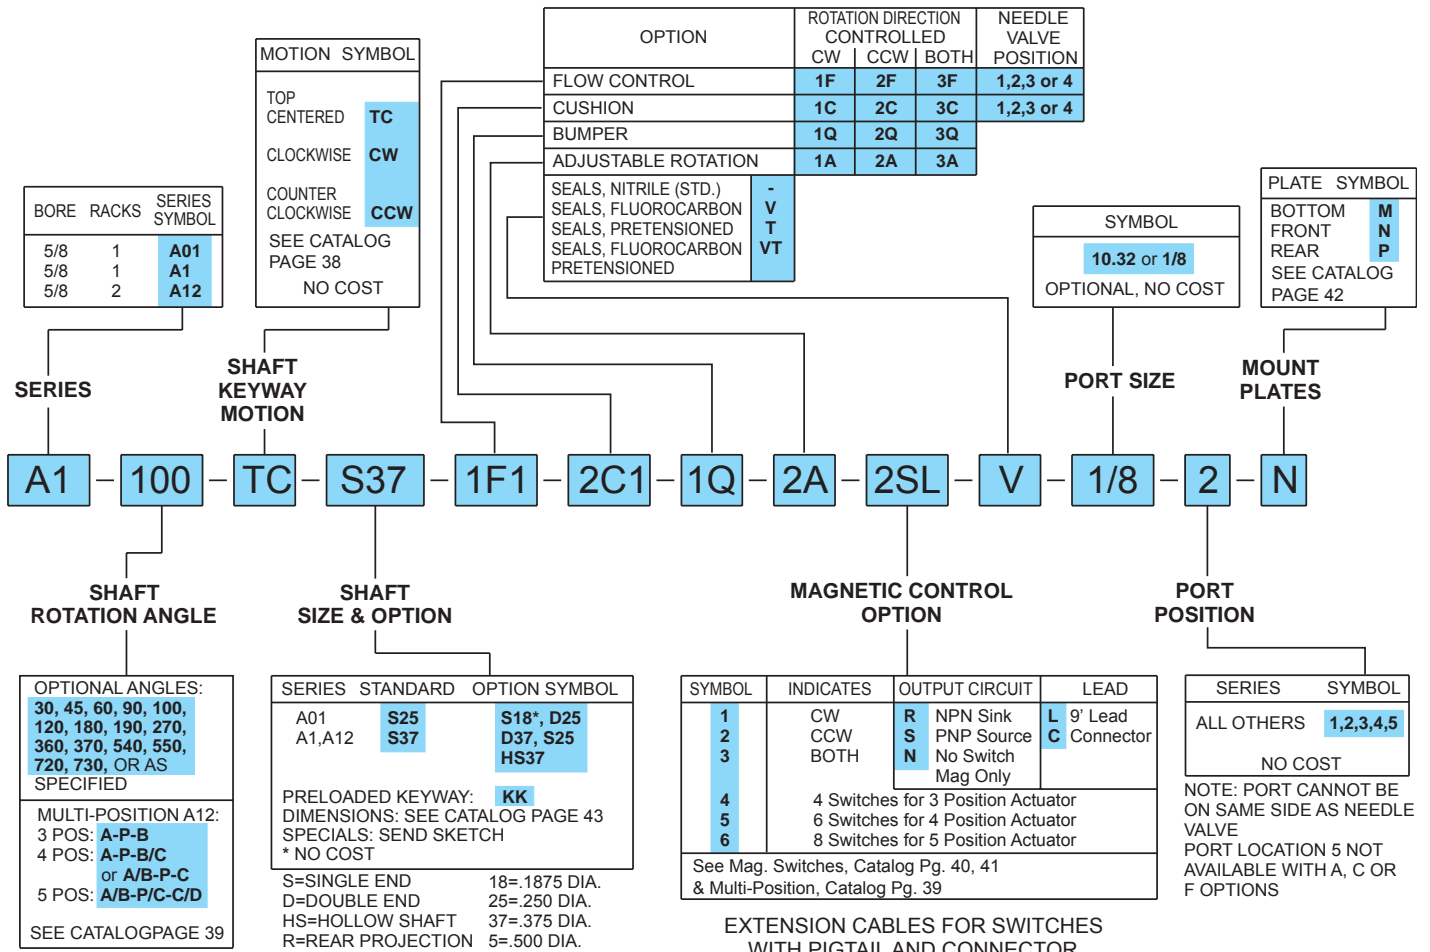 OPTION
ROTATION DIRECTION
CONTROLLED
CW CCW BOTH
NEEDLE
VALVE
POSITION
FLOW CONTROL 1F 2F 3F 1,2,3 or 4
CUSHION 1C 2C 3C 1,2,3 or 4
BUMPER 1Q 2Q 3Q
ADJUSTABLE ROTATION 1A 2A 3A
SEALS, NITRILE (STD.) -
SEALS, FLUOROCARBON V
SEALS, PRETENSIONED T
SEALS, FLUOROCARBON VT
PRETENSIONED
MOTION SYMBOL
TOP
CENTERED TC
CLOCKWISE CW
COUNTER
CLOCKWISE CCW
SEE CATALOG
PAGE 38
NO COST
BORE RACKS SERIES
SYMBOL
5/8 1 A01
5/8 1 A1
5/8 2 A12
SYMBOL
10.32 or 1/8
OPTIONAL, NO COST
PLATE SYMBOL
BOTTOM M
FRONT N
REAR P
SEE CATALOG
PAGE 42
SERIES
SHAFT
KEYWAY
MOTION
PORT SIZE
MOUNT
PLATES
A1 - 100 - TC - S37 - 1F1 - 2C1 - 1Q - 2A - 2SL - V - 1/8 - 2 - N
SHAFT
ROTATION ANGLE
SHAFT
SIZE & OPTION
MAGNETIC CONTROL
OPTION
PORT
POSITION
OPTIONAL ANGLES:
30, 45, 60, 90, 100,
120, 180, 190, 270,
360, 370, 540, 550,
720, 730, OR AS
SPECIFIED
MULTI-POSITION A12:
3 POS: A-P-B
4 POS: A-P-B/C
or A/B-P-C
5 POS: A/B-P/C-C/D
SEE CATALOGPAGE 39
SERIES STANDARD OPTION SYMBOL
A01 S25 S18*, D25
A1,A12 S37 D37, S25
HS37
PRELOADED KEYWAY: KK
DIMENSIONS: SEE CATALOG PAGE 43
SPECIALS: SEND SKETCH
* NO COST
S=SINGLE END 18=.1875 DIA.
D=DOUBLE END 25=.250 DIA.
HS=HOLLOW SHAFT 37=.375 DIA.
R=REAR PROJECTION 5=.500 DIA.
SYMBOL INDICATES OUTPUT CIRCUIT LEAD
1 CW R NPN Sink L 9' Lead
2 CCW S PNP Source C Connector
3 BOTH N No Switch
Mag Only
4 4 Switches for 3 Position Actuator
5 6 Switches for 4 Position Actuator
6 8 Switches for 5 Position Actuator
See Mag. Switches, Catalog Pg. 40, 41
& Multi-Position, Catalog Pg. 39
EXTENSION CABLES FOR SWITCHES
WITH PIGTAIL AND CONNECTOR
SERIES SYMBOL
ALL OTHERS 1,2,3,4,5
NO COST
NOTE: PORT CANNOT BE
ON SAME SIDE AS NEEDLE
VALVE
PORT LOCATION 5 NOT
AVAILABLE WITH A, C OR
F OPTIONS